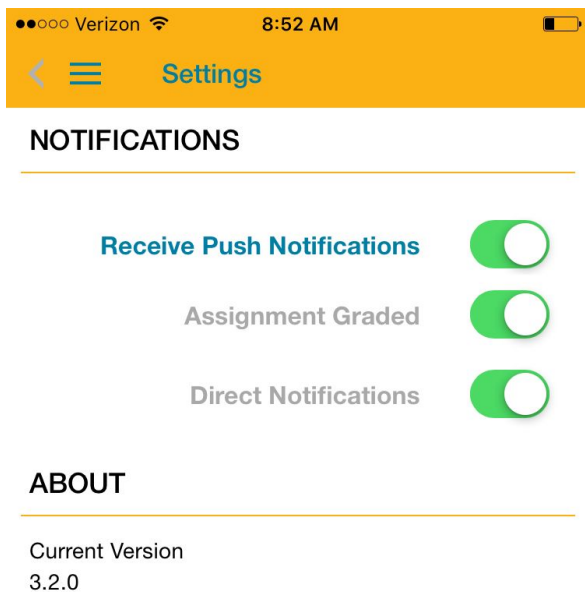 Verizon 8:52 AM
Settings
NOTIFICATIONS
Receive Push Notifications
Assignment Graded
Direct Notifications
ABOUT
Current Version
3.2.0